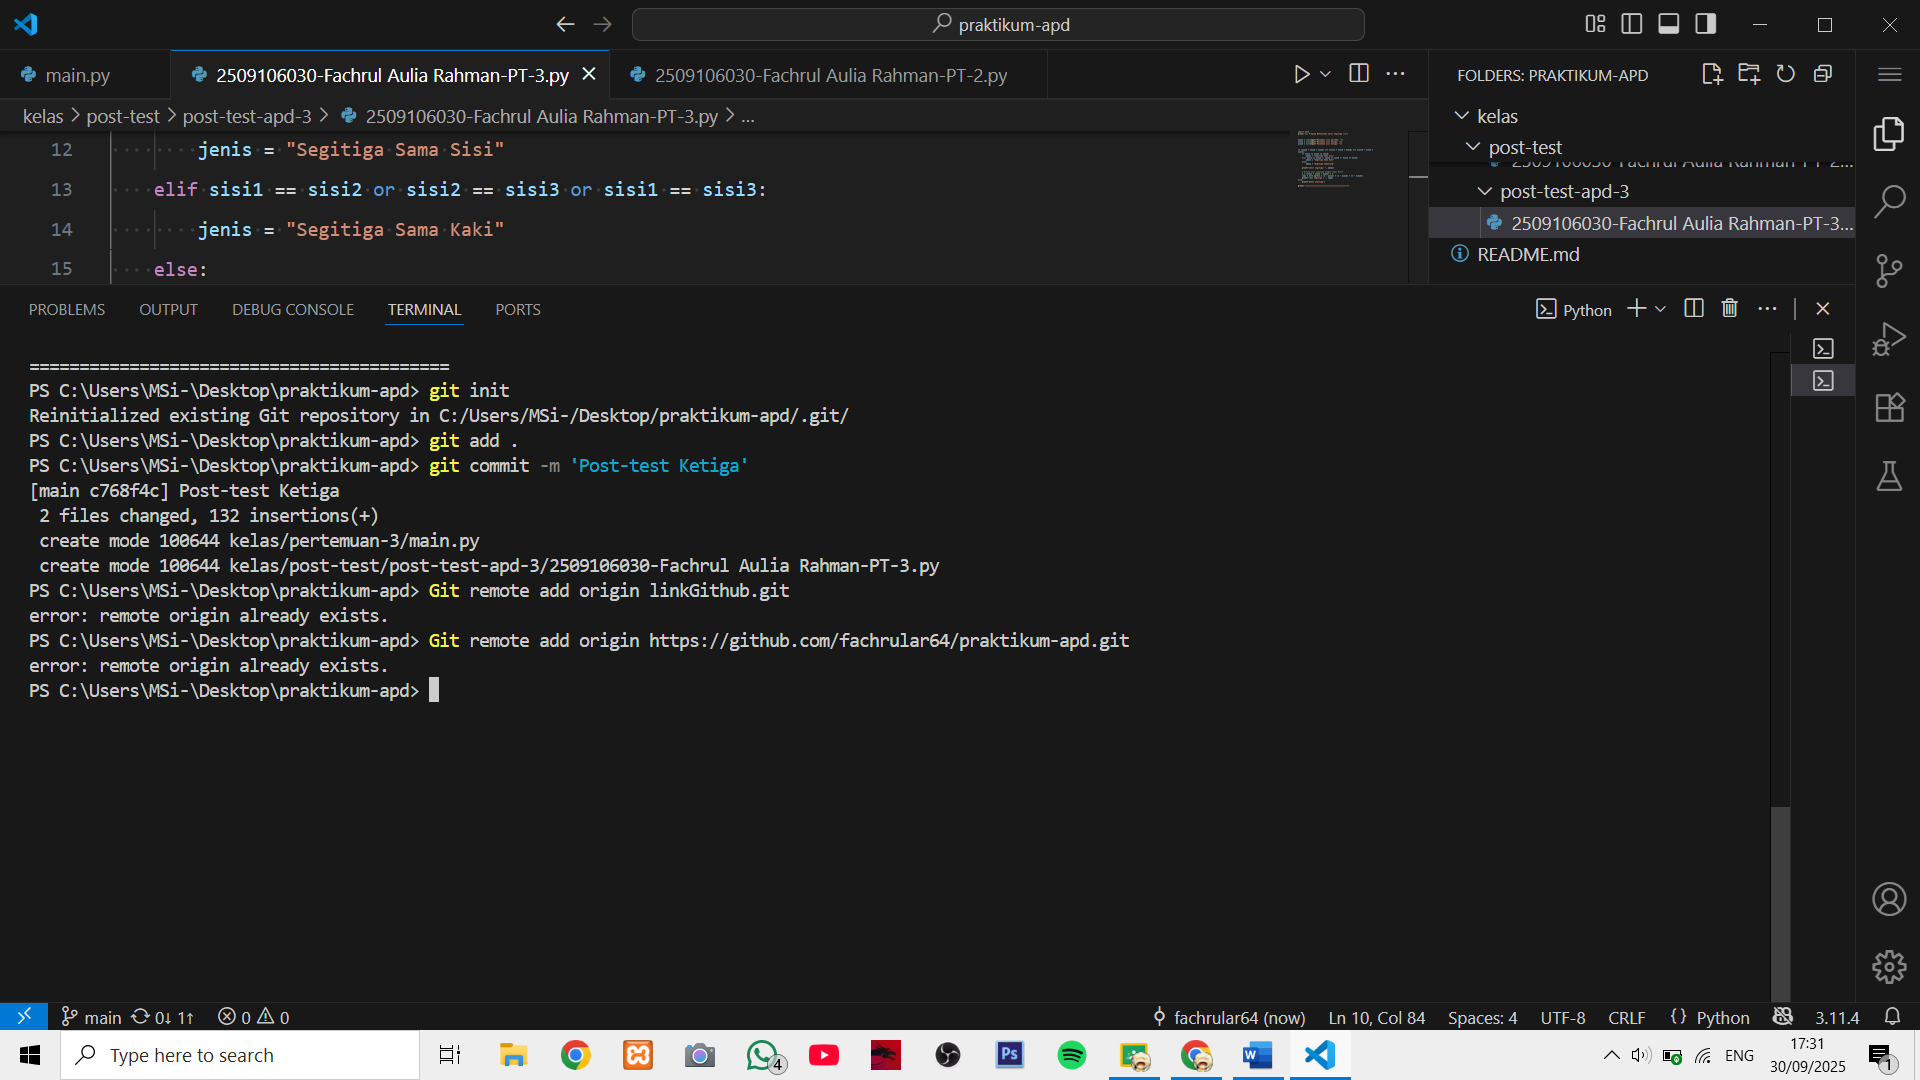 praktikum-apd
main.py
2509106030-Fachrul Aulia Rahman-PT-3.py
2509106030-Fachrul Aulia Rahman-PT-2.py
kelas > post-test > post-test-apd-3 > 2509106030-Fachrul Aulia Rahman-PT-3.py > ...
12 jenis = "Segitiga Sama Sisi"
13 elif sisi1 == sisi2 or sisi2 == sisi3 or sisi1 == sisi3:
14 jenis = "Segitiga Sama Kaki"
15 else:
FOLDERS: PRAKTIKUM-APD
kelas
post-test
2509106030-Fachrul Aulia Rahman-PT-2...
post-test-apd-3
2509106030-Fachrul Aulia Rahman-PT-3...
README.md
PROBLEMS OUTPUT DEBUG CONSOLE TERMINAL PORTS
Python
==========================================
PS C:\Users\MSi-\Desktop\praktikum-apd> git init
Reinitialized existing Git repository in C:/Users/MSi-/Desktop/praktikum-apd/.git/
PS C:\Users\MSi-\Desktop\praktikum-apd> git add .
PS C:\Users\MSi-\Desktop\praktikum-apd> git commit -m 'Post-test Ketiga'
[main c768f4c] Post-test Ketiga
2 files changed, 132 insertions(+)
create mode 100644 kelas/pertemuan-3/main.py
create mode 100644 kelas/post-test/post-test-apd-3/2509106030-Fachrul Aulia Rahman-PT-3.py
PS C:\Users\MSi-\Desktop\praktikum-apd> Git remote add origin linkGithub.git
error: remote origin already exists.
PS C:\Users\MSi-\Desktop\praktikum-apd> Git remote add origin https://github.com/fachrular64/praktikum-apd.git
error: remote origin already exists.
PS C:\Users\MSi-\Desktop\praktikum-apd>
main 0↓ 1↑ 0 0
fachrular64 (now) Ln 10, Col 84 Spaces: 4 UTF-8 CRLF {} Python 3.11.4
Type here to search
4
Ps
W
ENG
17:31
30/09/2025
1